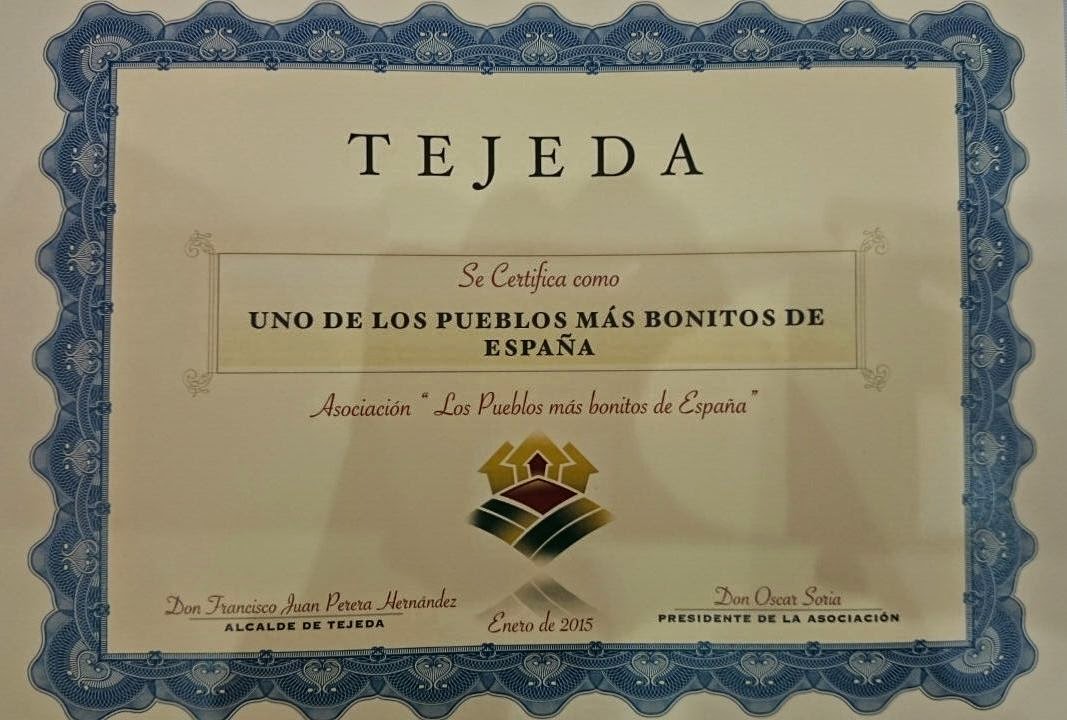 TEJEDA
Se Certifica como
UNO DE LOS PUEBLOS MÁS BONITOS DE
ESPAÑA
Asociación “ Los Pueblos más bonitos de España”
Don Francisco Juan Perera Hernández
ALCALDE DE TEJEDA
Enero de 2015
Don Oscar Soria
PRESIDENTE DE LA ASOCIACIÓN